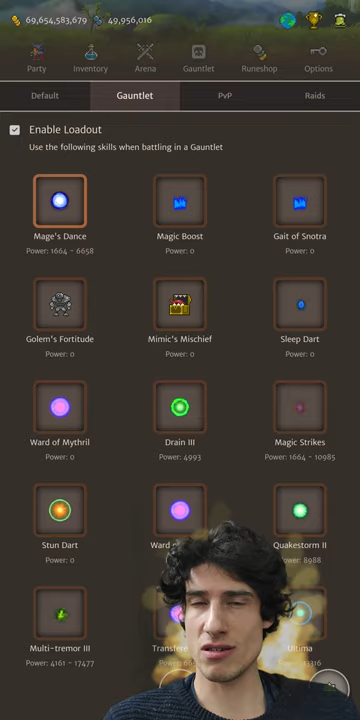 69,654,583,679 49,956,016
Party Inventory Arena Gauntlet Runeshop Options
Default Gauntlet PvP Raids
Enable Loadout
Use the following skills when battling in a Gauntlet
Mage's Dance Magic Boost Gait of Snotra
Power: 1664 - 6658 Power: 0 Power: 0
Golem's Fortitude Mimic's Mischief Sleep Dart
Power: 0 Power: 0 Power: 0
Ward of Mythril Drain III Magic Strikes
Power: 0 Power: 4993 Power: 1664 - 10985
Stun Dart Ward Quakestorm II
Power: 0 8988
Multi-tremor III Ultima
Power: 4161 - 17477